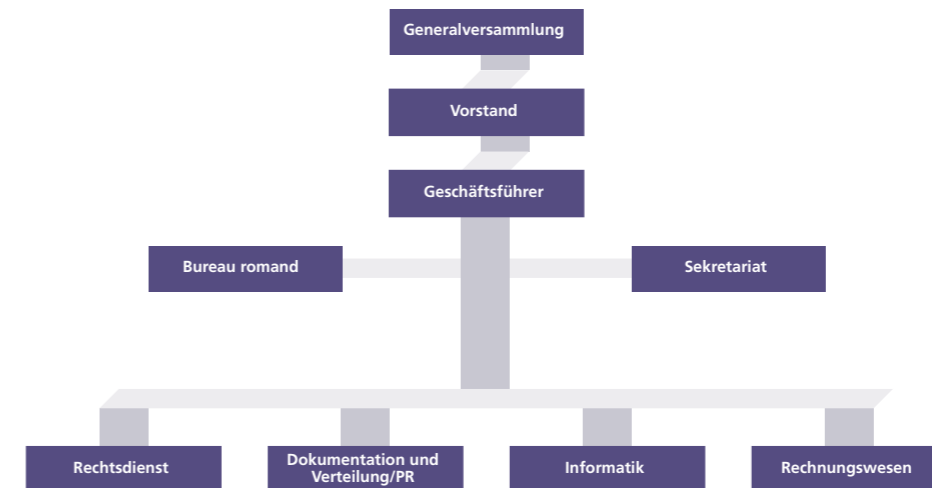 Generalversammlung
Vorstand
Geschäftsführer
Bureau romand
Sekretariat
Rechtsdienst
Dokumentation und
Verteilung/PR
Informatik
Rechnungswesen